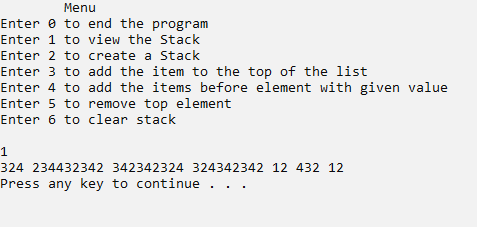 Menu
Enter 0 to end the program
Enter 1 to view the Stack
Enter 2 to create a Stack
Enter 3 to add the item to the top of the list
Enter 4 to add the items before element with given value
Enter 5 to remove top element
Enter 6 to clear stack
1
324 234432342 342342324 324342342 12 432 12
Press any key to continue . . .